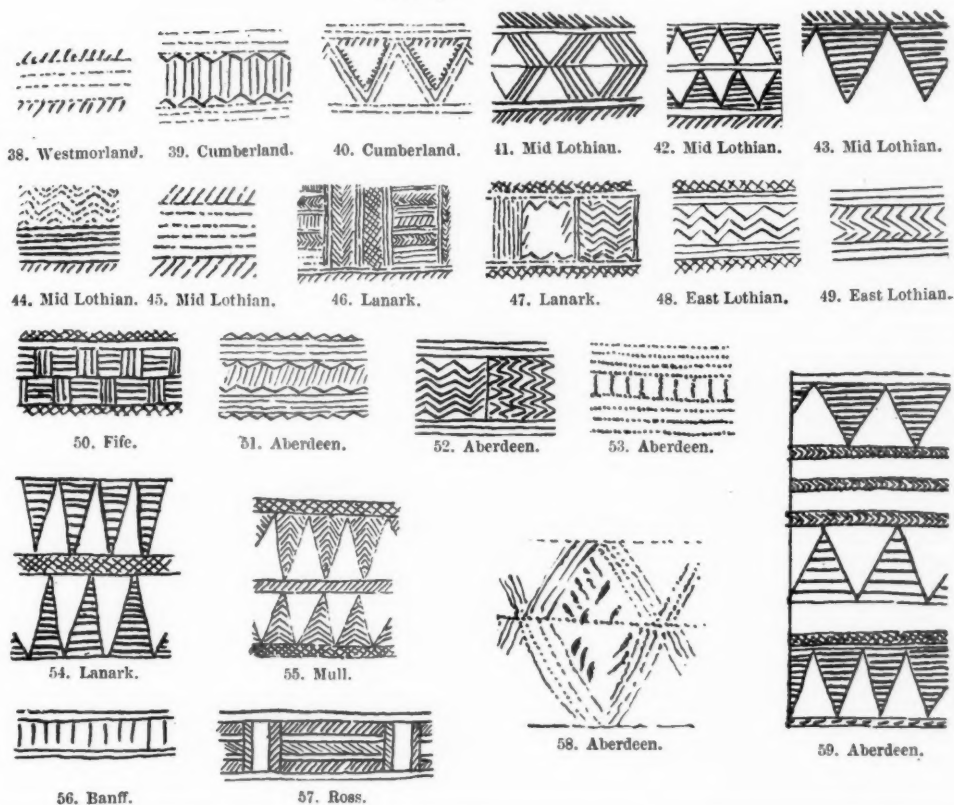 38. Westmorland. 39. Cumberland. 40. Cumberland. 41. Mid Lothian. 42. Mid Lothian. 43. Mid Lothian.
44. Mid Lothian. 45. Mid Lothian. 46. Lanark. 47. Lanark. 48. East Lothian. 49. East Lothian.
50. Fife. 51. Aberdeen. 52. Aberdeen. 53. Aberdeen.
54. Lanark. 55. Mull.
58. Aberdeen. 59. Aberdeen.
56. Banff. 57. Ross.